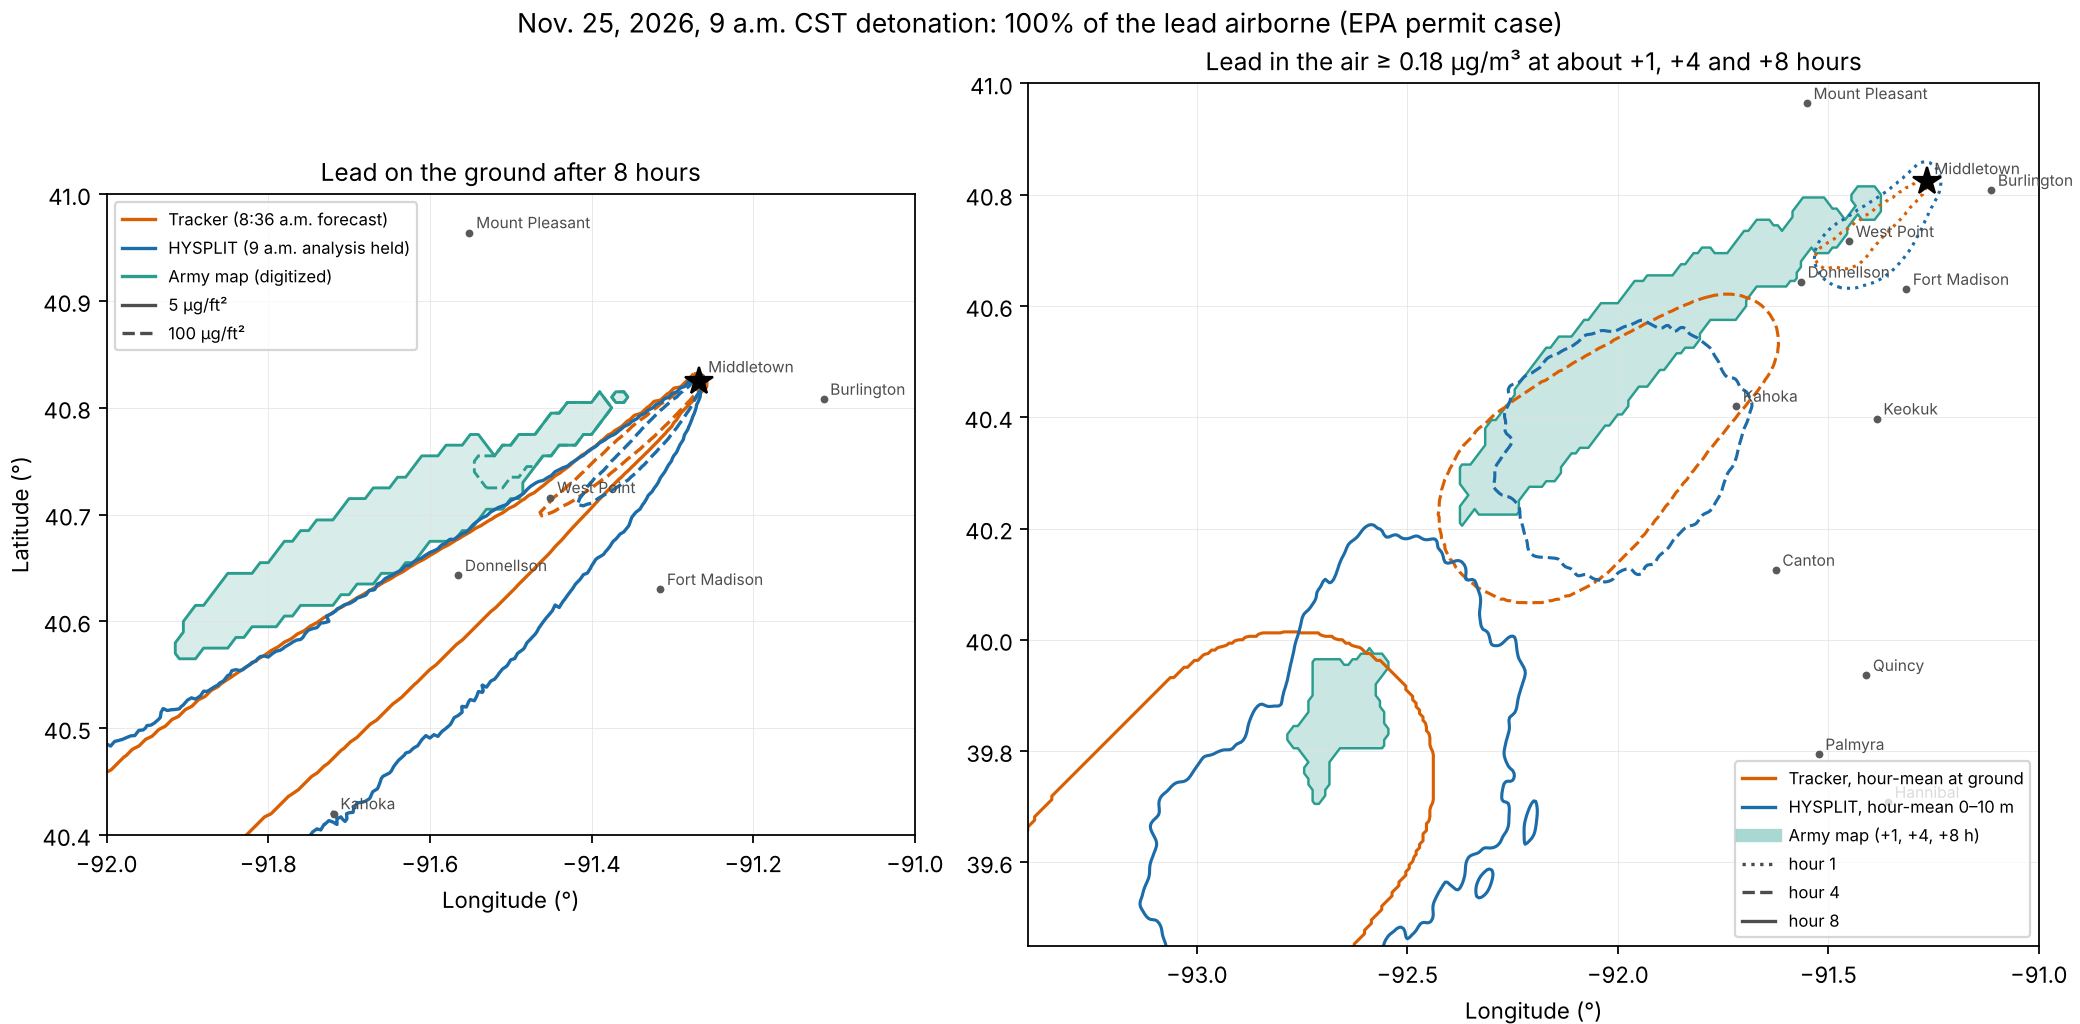 Nov. 25, 2026, 9 a.m. CST detonation: 100% of the lead airborne (EPA permit case)
Lead on the ground after 8 hours
Tracker (8:36 a.m. forecast)
HYSPLIT (9 a.m. analysis held)
Army map (digitized)
5 µg/ft²
100 µg/ft²
Mount Pleasant
Middletown
Burlington
West Point
Donnellson
Fort Madison
Kahoka
41.0
40.9
40.8
40.7
40.6
40.5
40.4
Latitude (°)
−92.0
−91.8
−91.6
−91.4
−91.2
−91.0
Longitude (°)
Lead in the air ≥ 0.18 µg/m³ at about +1, +4 and +8 hours
Mount Pleasant
Middletown
Burlington
West Point
Donnellson
Fort Madison
Kahoka
Keokuk
Canton
Quincy
Palmyra
Hannibal
Tracker, hour-mean at ground
HYSPLIT, hour-mean 0–10 m
Army map (+1, +4, +8 h)
hour 1
hour 4
hour 8
41.0
40.8
40.6
40.4
40.2
40.0
39.8
39.6
−93.0
−92.5
−92.0
−91.5
−91.0
Longitude (°)